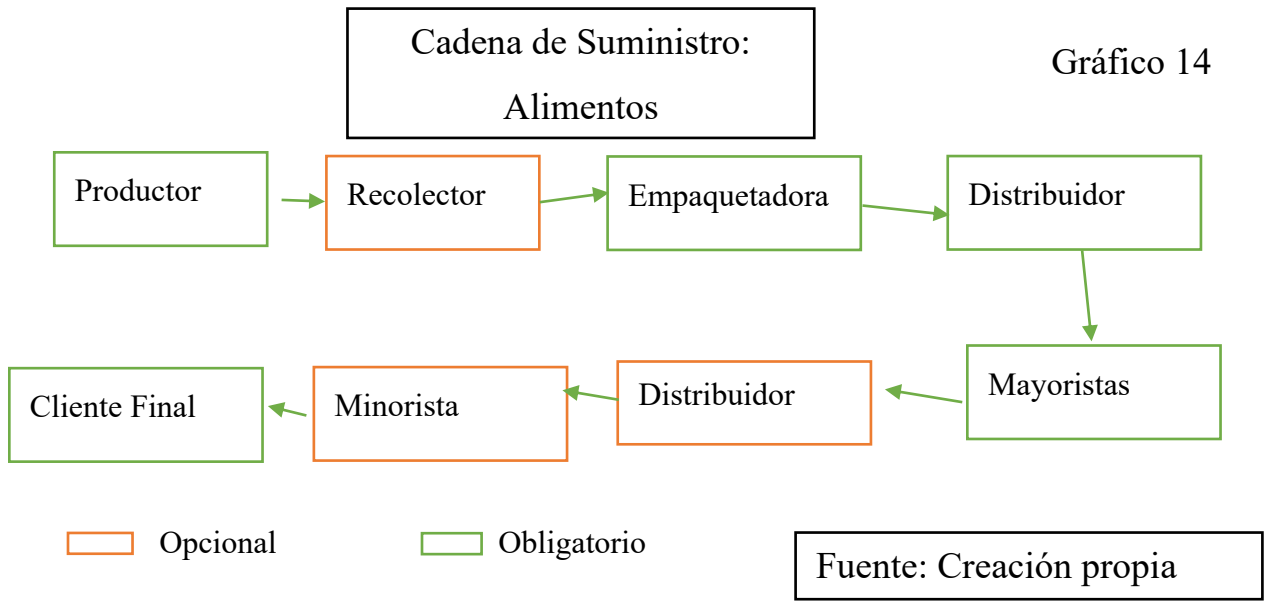 Cadena de Suministro:
Alimentos
Gráfico 14
Productor
Recolector
Empaquetadora
Distribuidor
Mayoristas
Distribuidor
Minorista
Cliente Final
Opcional
Obligatorio
Fuente: Creación propia